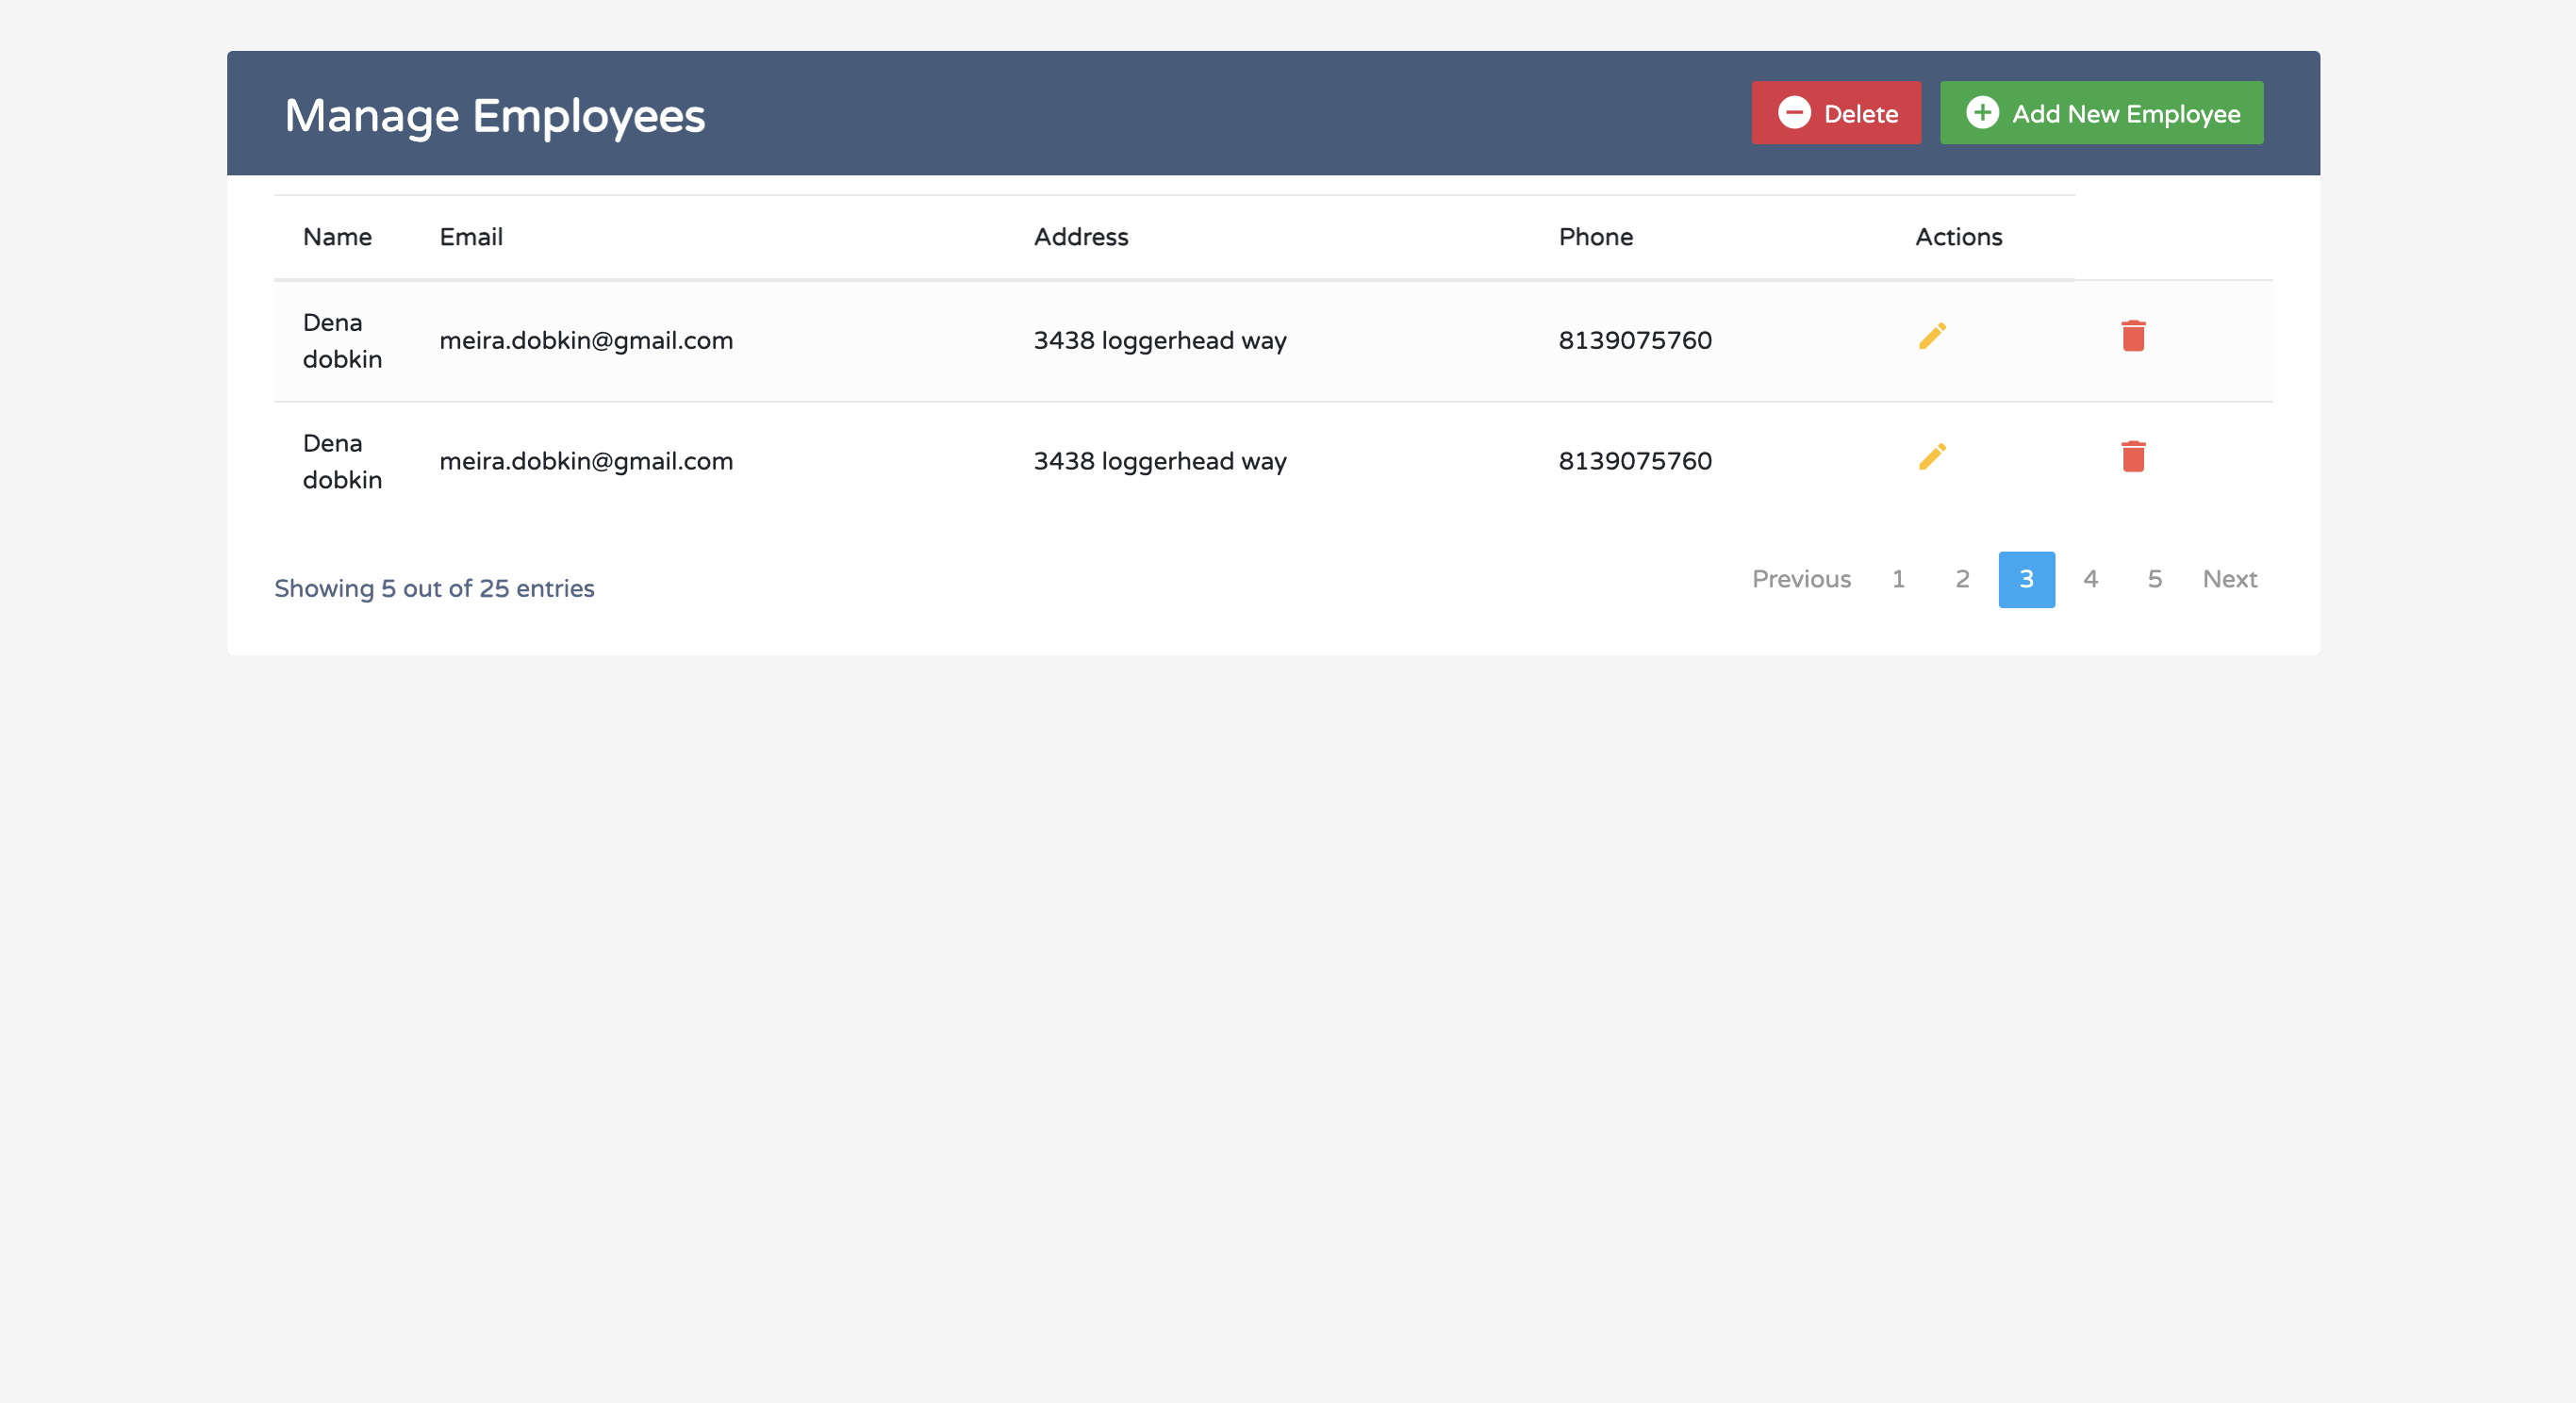 Manage Employees
Delete
Add New Employee
Name Email Address Phone Actions
Dena
dobkin
meira.dobkin@gmail.com 3438 loggerhead way 8139075760
Dena
dobkin
meira.dobkin@gmail.com 3438 loggerhead way 8139075760
Showing 5 out of 25 entries
Previous 1 2 3 4 5 Next